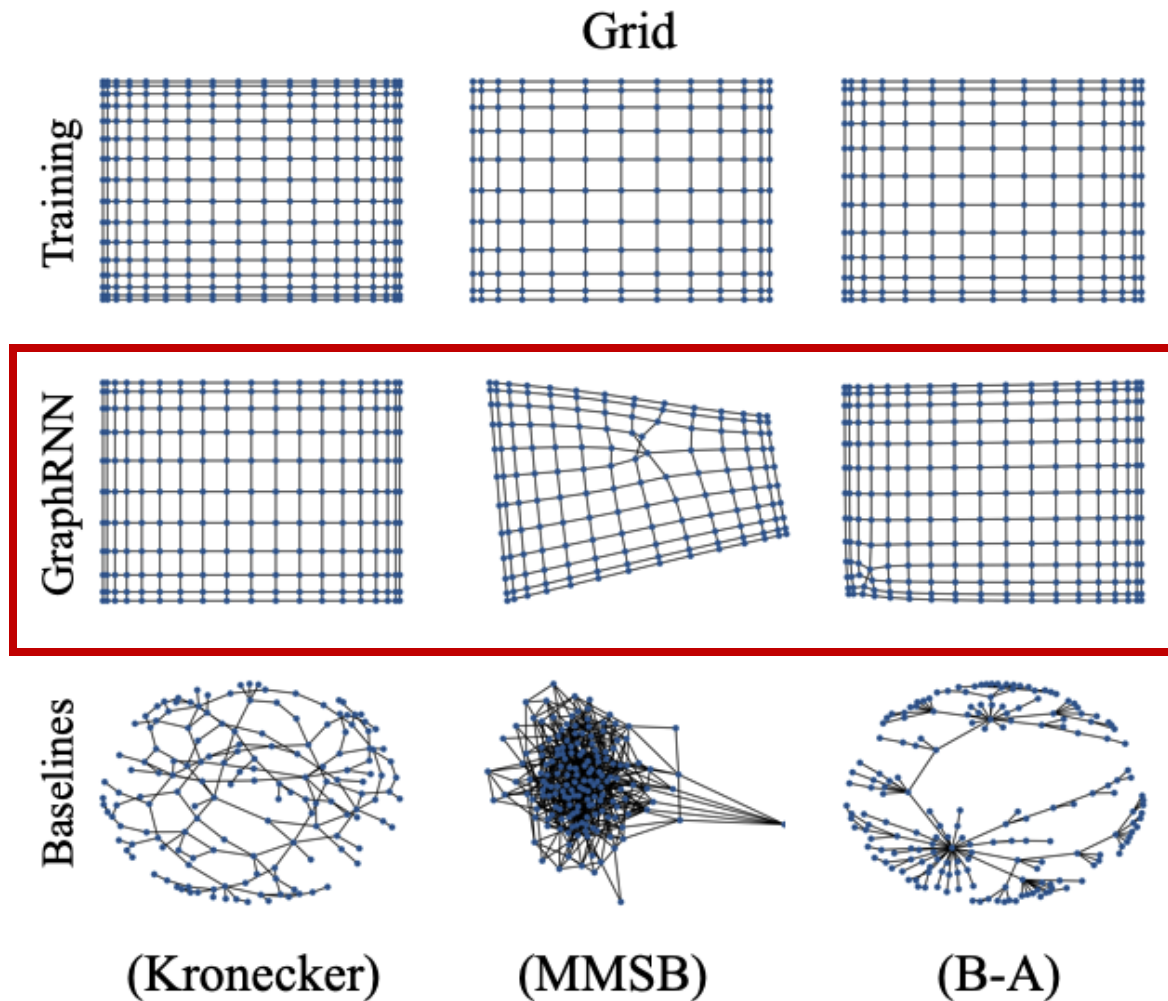 Grid
Training
GraphRNN
Baselines
(Kronecker)
(MMSB)
(B-A)